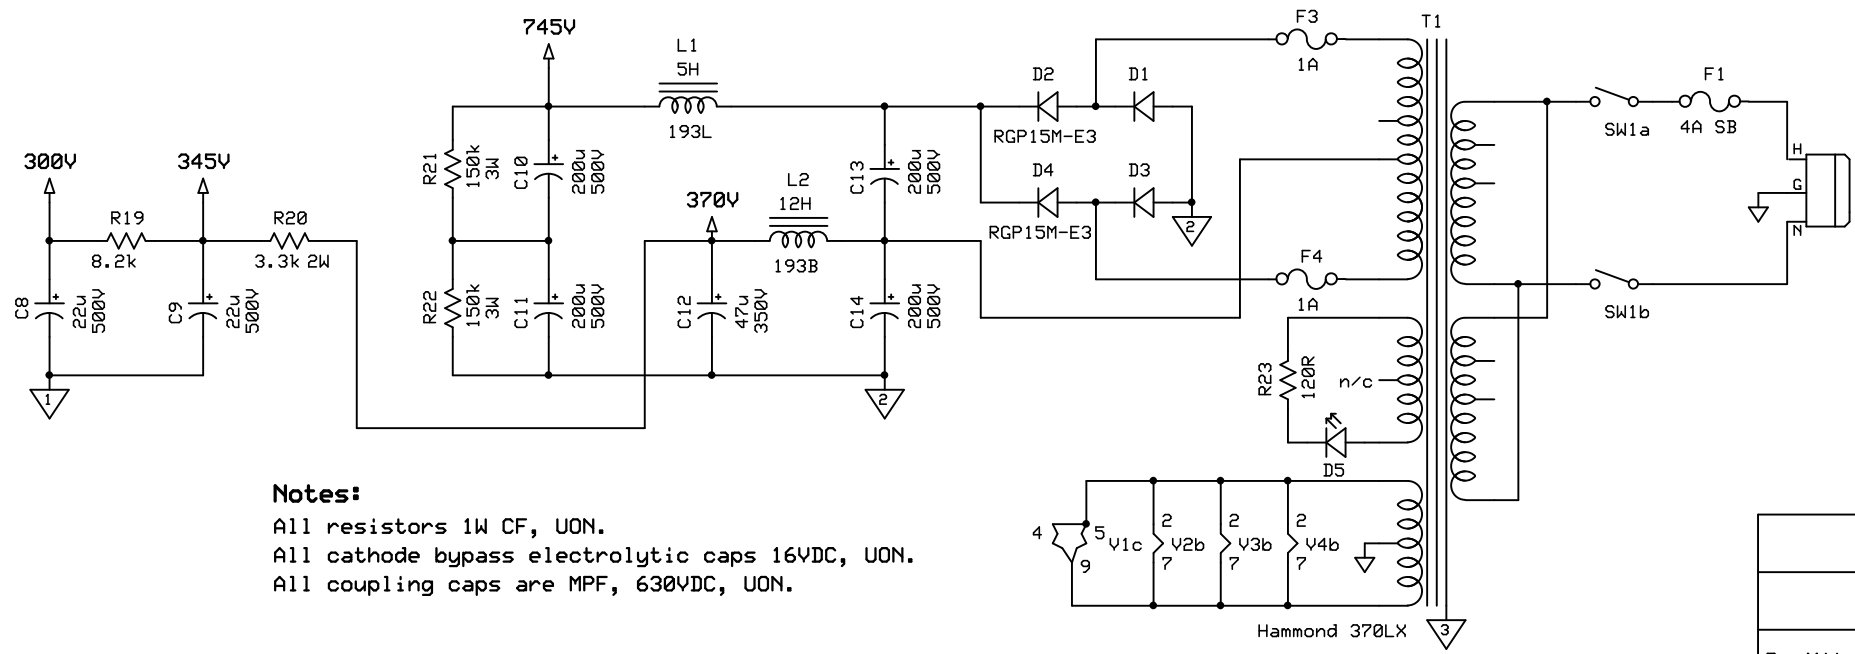 745V
L1
5H
193L
F3
1A
T1
D2
D1
RGP15M-E3
F1
4A SB
SW1a
300V
345V
R21
150k
3W
C10
200u
500V
C13
200u
500V
D4
D3
RGP15M-E3
2
H
G
N
370V
L2
12H
193B
R19
8.2k
R20
3.3k 2W
F4
1A
SW1b
C8
22u
500V
C9
22u
500V
R22
150k
3W
C11
200u
500V
C12
47u
350V
C14
200u
500V
1
2
R23
120R
n/c
D5
Notes:
All resistors 1W CF, UON.
All cathode bypass electrolytic caps 16VDC, UON.
All coupling caps are MPF, 630VDC, UON.
4
5
9
V1c
2
V2b
7
2
V3b
7
2
V4b
7
Hammond 370LX
3